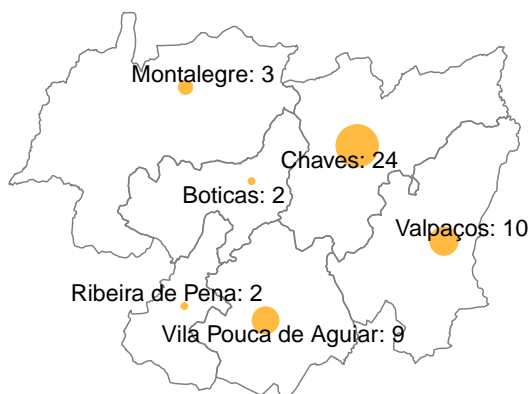 Montalegre: 3
Chaves: 24
Boticas: 2
Valpaços: 10
Ribeira de Pena: 2
Vila Pouca de Aguiar: 9